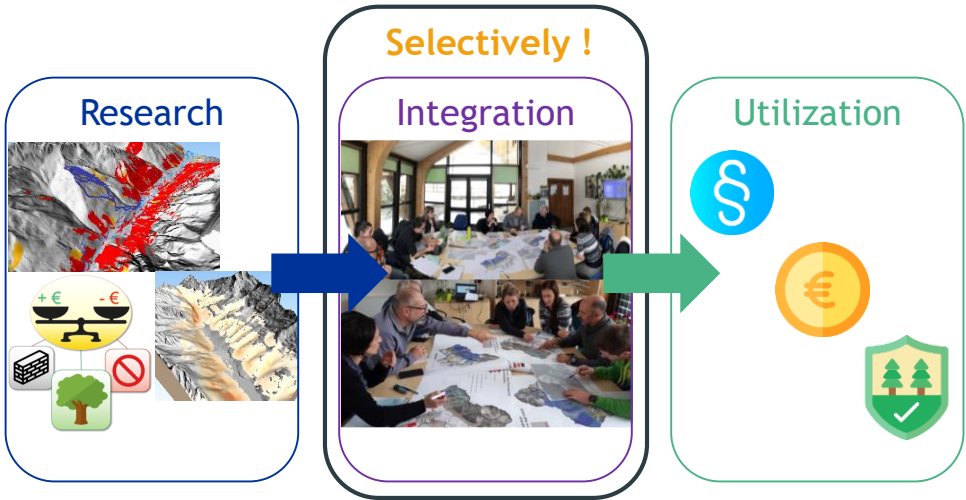 Selectively !
Research
Integration
Utilization
§
€
+ € - €